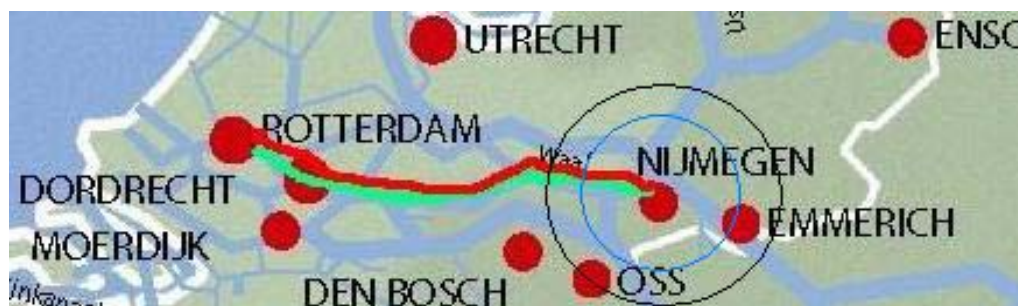 UTRECHT
ENSC
ROTTERDAM
Waal
NIJMEGEN
DORDRECHT
EMMERICH
MOERDIJK
OSS
DEN BOSCH